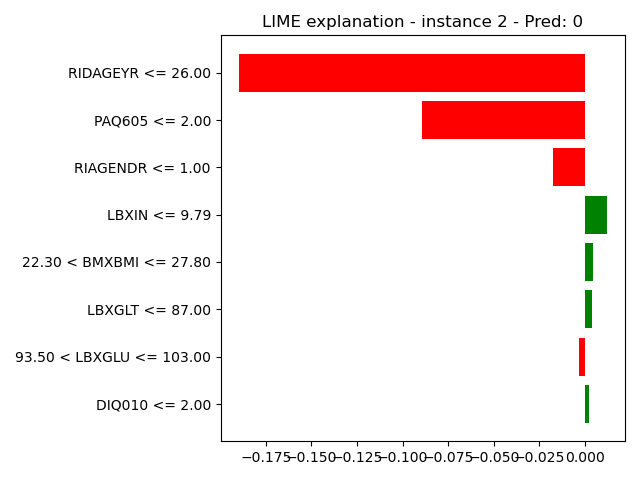 LIME explanation - instance 2 - Pred: 0
RIDAGEYR <= 26.00
PAQ605 <= 2.00
RIAGENDR <= 1.00
LBXIN <= 9.79
22.30 < BMXBMI <= 27.80
LBXGLT <= 87.00
93.50 < LBXGLU <= 103.00
DIQ010 <= 2.00
−0.175 −0.150 −0.125 −0.100 −0.075 −0.050 −0.025 0.000